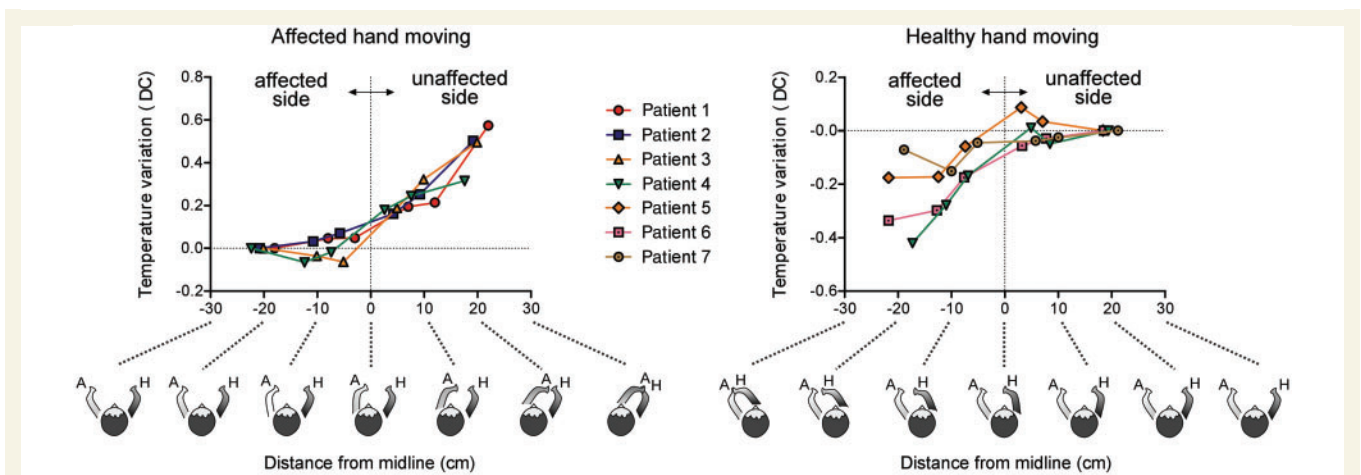 Affected hand moving
Temperature variation ( DC)
0.8
0.6
0.4
0.2
0.0
-0.2
affected
side
unaffected
side
-30
-20
-10
0
10
20
30
A H
A H
A H
A H
A H
A H
A H
Distance from midline (cm)
Patient 1
Patient 2
Patient 3
Patient 4
Patient 5
Patient 6
Patient 7
Healthy hand moving
Temperature variation ( DC)
0.2
-0.0
-0.2
-0.4
-0.6
affected
side
unaffected
side
-30
-20
-10
0
10
20
30
A H
A H
A H
A H
A H
A H
A H
Distance from midline (cm)